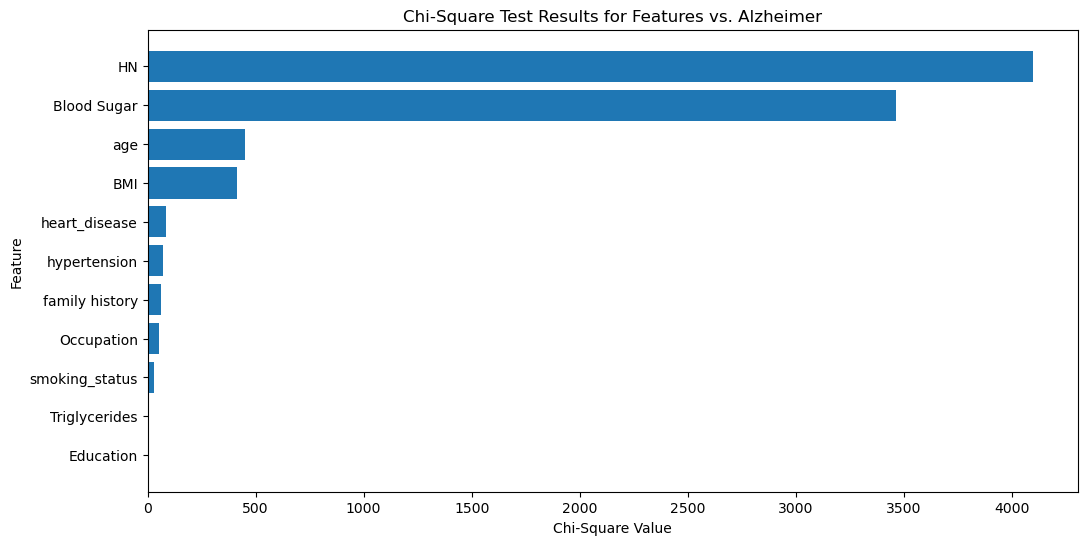 Chi-Square Test Results for Features vs. Alzheimer
Feature
HN
Blood Sugar
age
BMI
heart_disease
hypertension
family history
Occupation
smoking_status
Triglycerides
Education
0 500 1000 1500 2000 2500 3000 3500 4000
Chi-Square Value